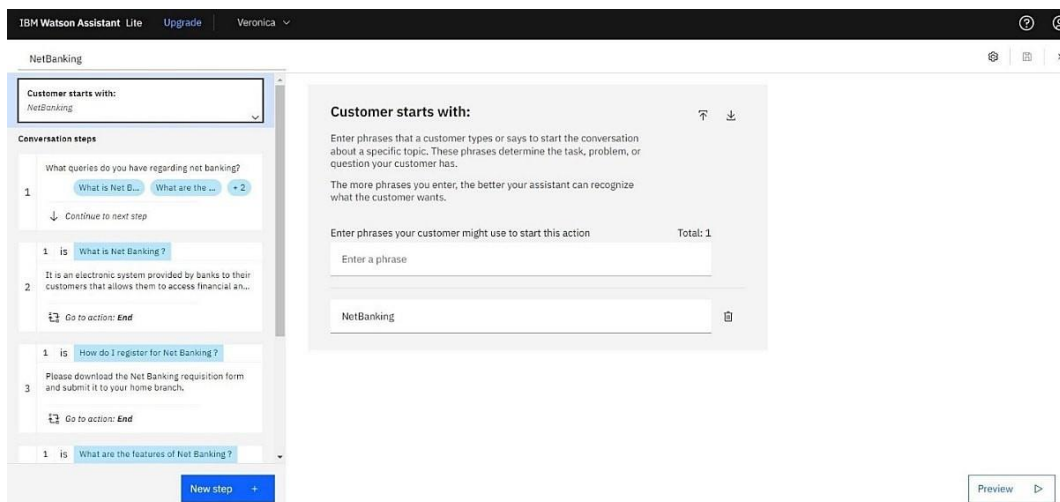 IBM Watson Assistant Lite Upgrade Veronica
NetBanking
Customer starts with:
NetBanking
Conversation steps
1
What queries do you have regarding net banking?
What is Net B... What are the ... + 2
Continue to next step
2
1 is What is Net Banking ?
It is an electronic system provided by banks to their
customers that allows them to access financial an...
Go to action: End
3
1 is How do I register for Net Banking ?
Please download the Net Banking requisition form
and submit it to your home branch.
Go to action: End
1 is What are the features of Net Banking ?
New step +
Customer starts with:
Enter phrases that a customer types or says to start the conversation
about a specific topic. These phrases determine the task, problem, or
question your customer has.
The more phrases you enter, the better your assistant can recognize
what the customer wants.
Enter phrases your customer might use to start this action Total: 1
Enter a phrase
NetBanking
Preview